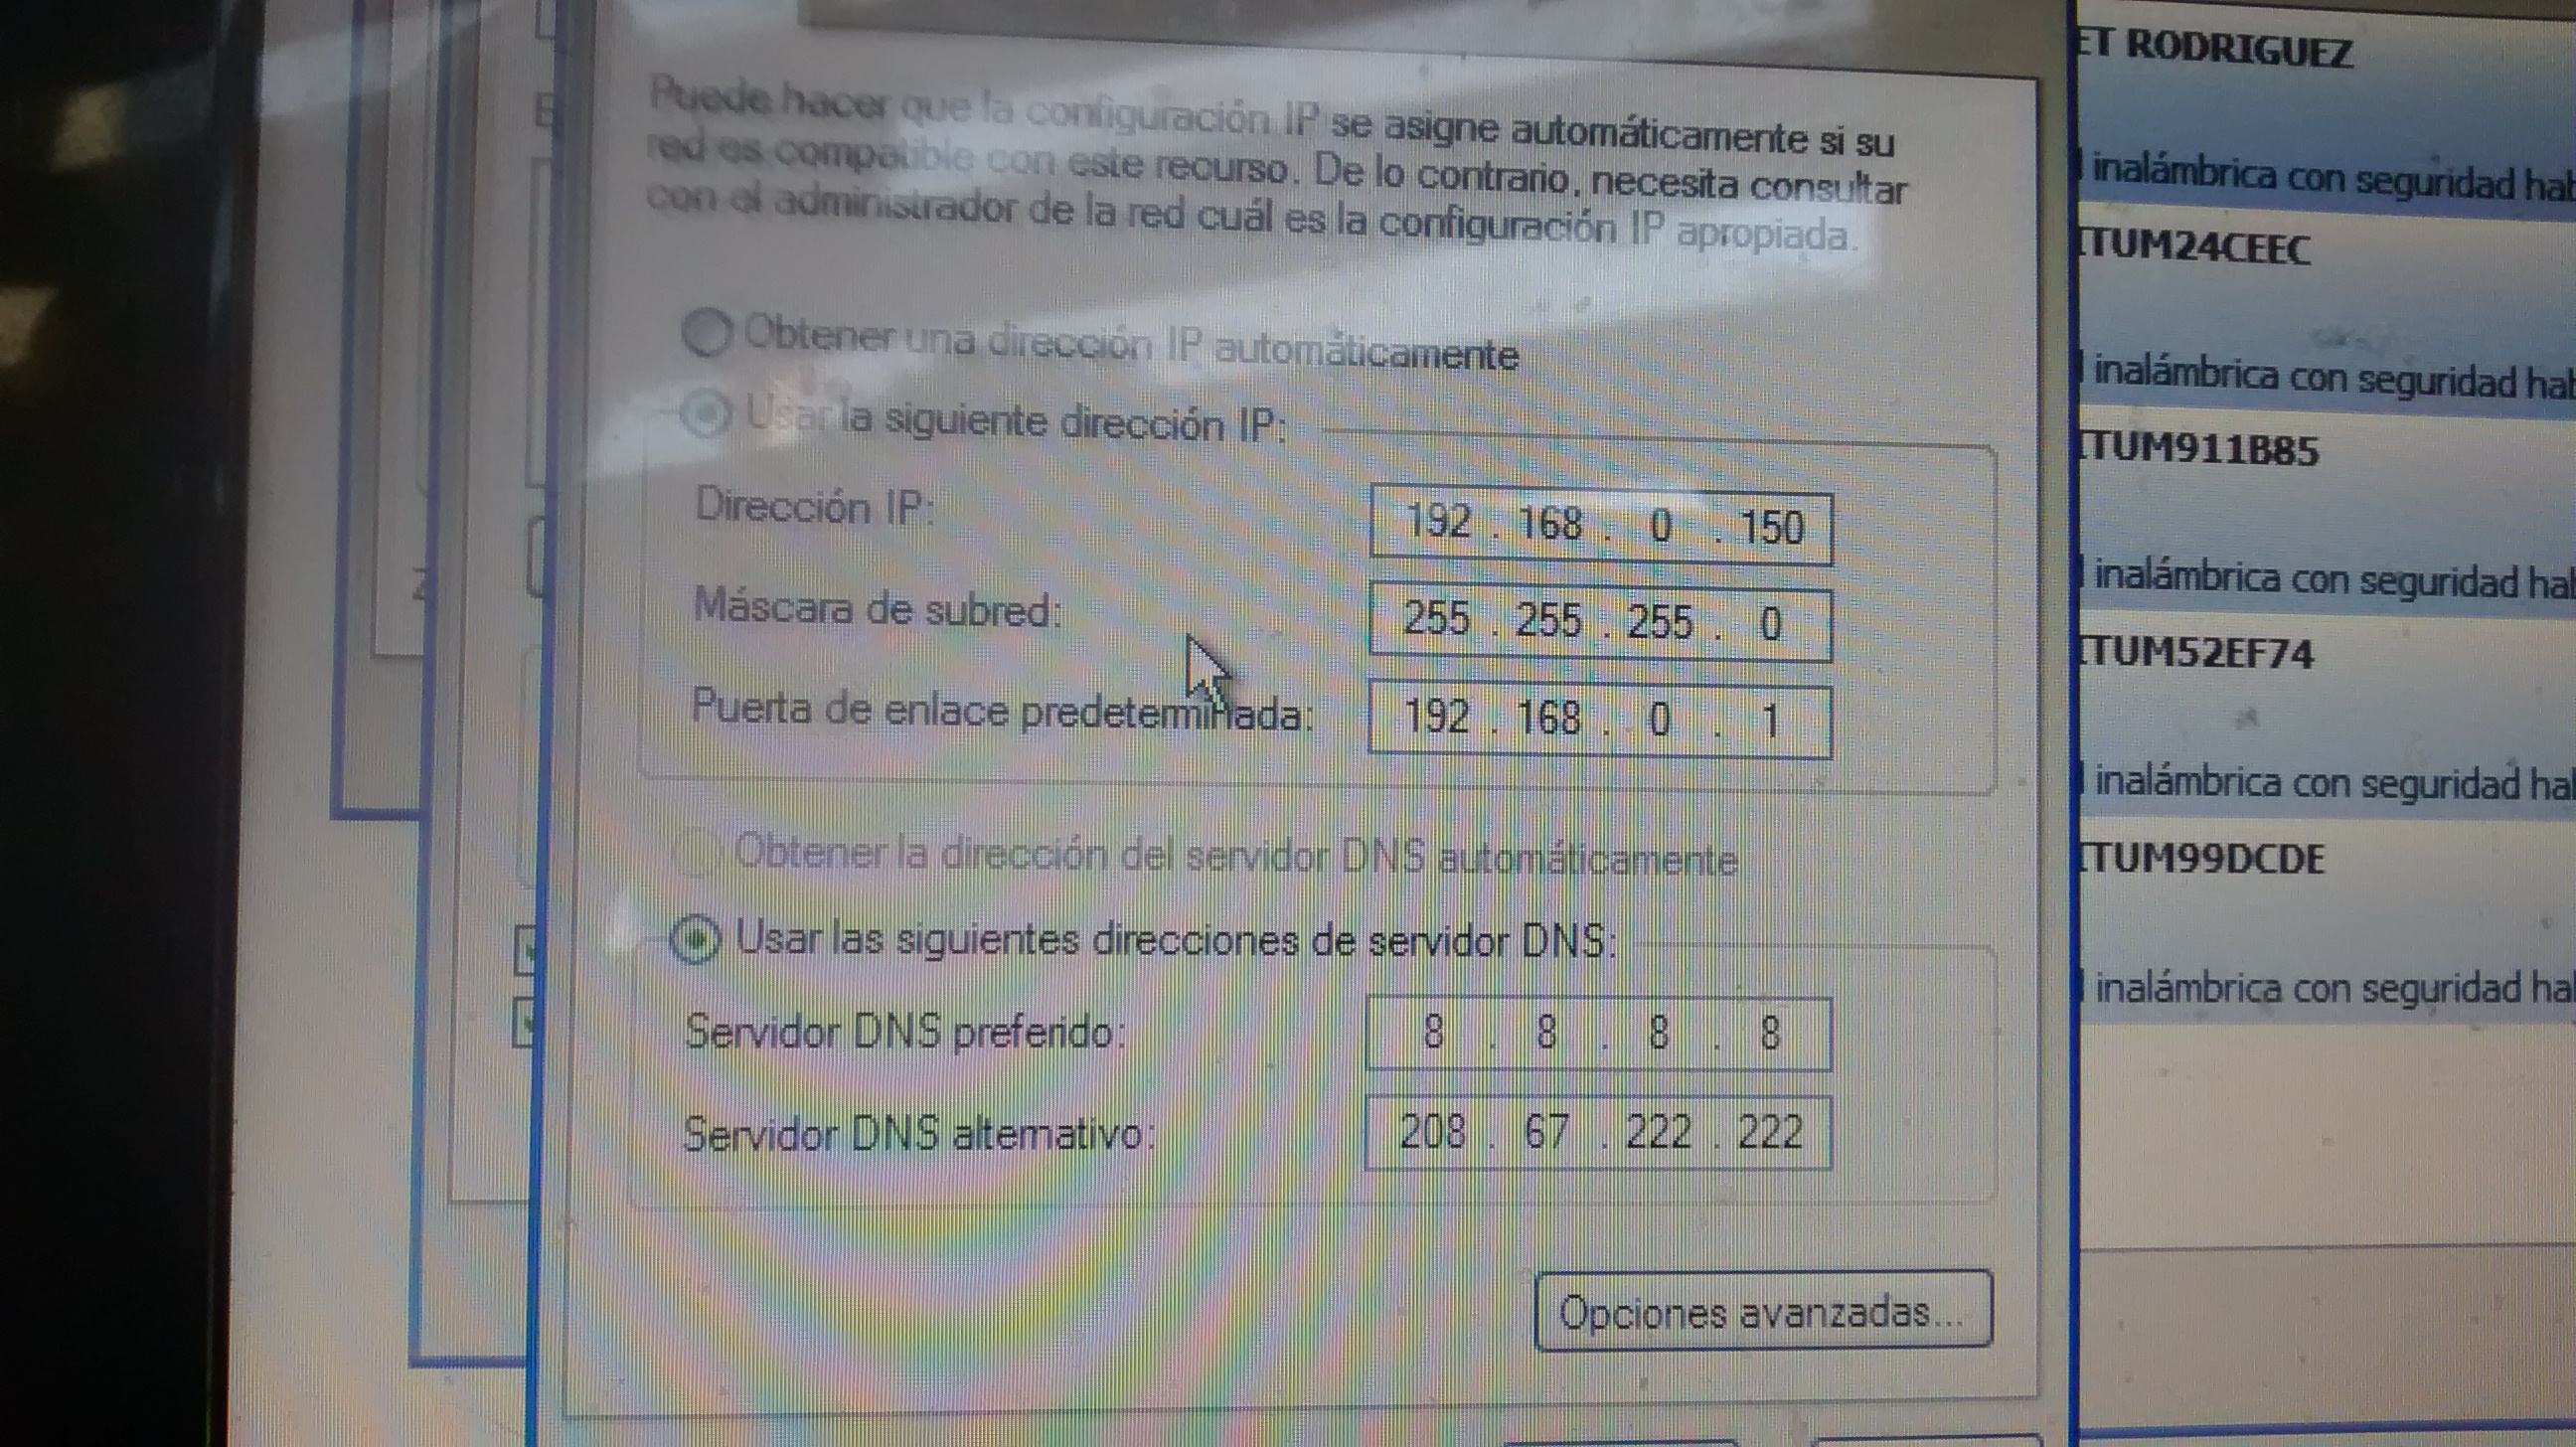 Puede hacer que la configuración IP se asigne automáticamente si su
red es compatible con este recurso. De lo contrario, necesita consultar
con el administrador de la red cuál es la configuración IP apropiada.
Obtener una dirección IP automáticamente
Usar la siguiente dirección IP:
Dirección IP: 192 . 168 . 0 . 150
Máscara de subred: 255 . 255 . 255 . 0
Puerta de enlace predeterminada: 192 . 168 . 0 . 1
Obtener la dirección del servidor DNS automáticamente
Usar las siguientes direcciones de servidor DNS:
Servidor DNS preferido: 8 . 8 . 8 . 8
Servidor DNS alternativo: 208 . 67 . 222 . 222
Opciones avanzadas...
ET RODRIGUEZ
inalámbrica con seguridad hab
TUM24CEEC
inalámbrica con seguridad hab
TUM911B85
inalámbrica con seguridad hal
TUM52EF74
inalámbrica con seguridad hal
TUM99DCDE
inalámbrica con seguridad ha